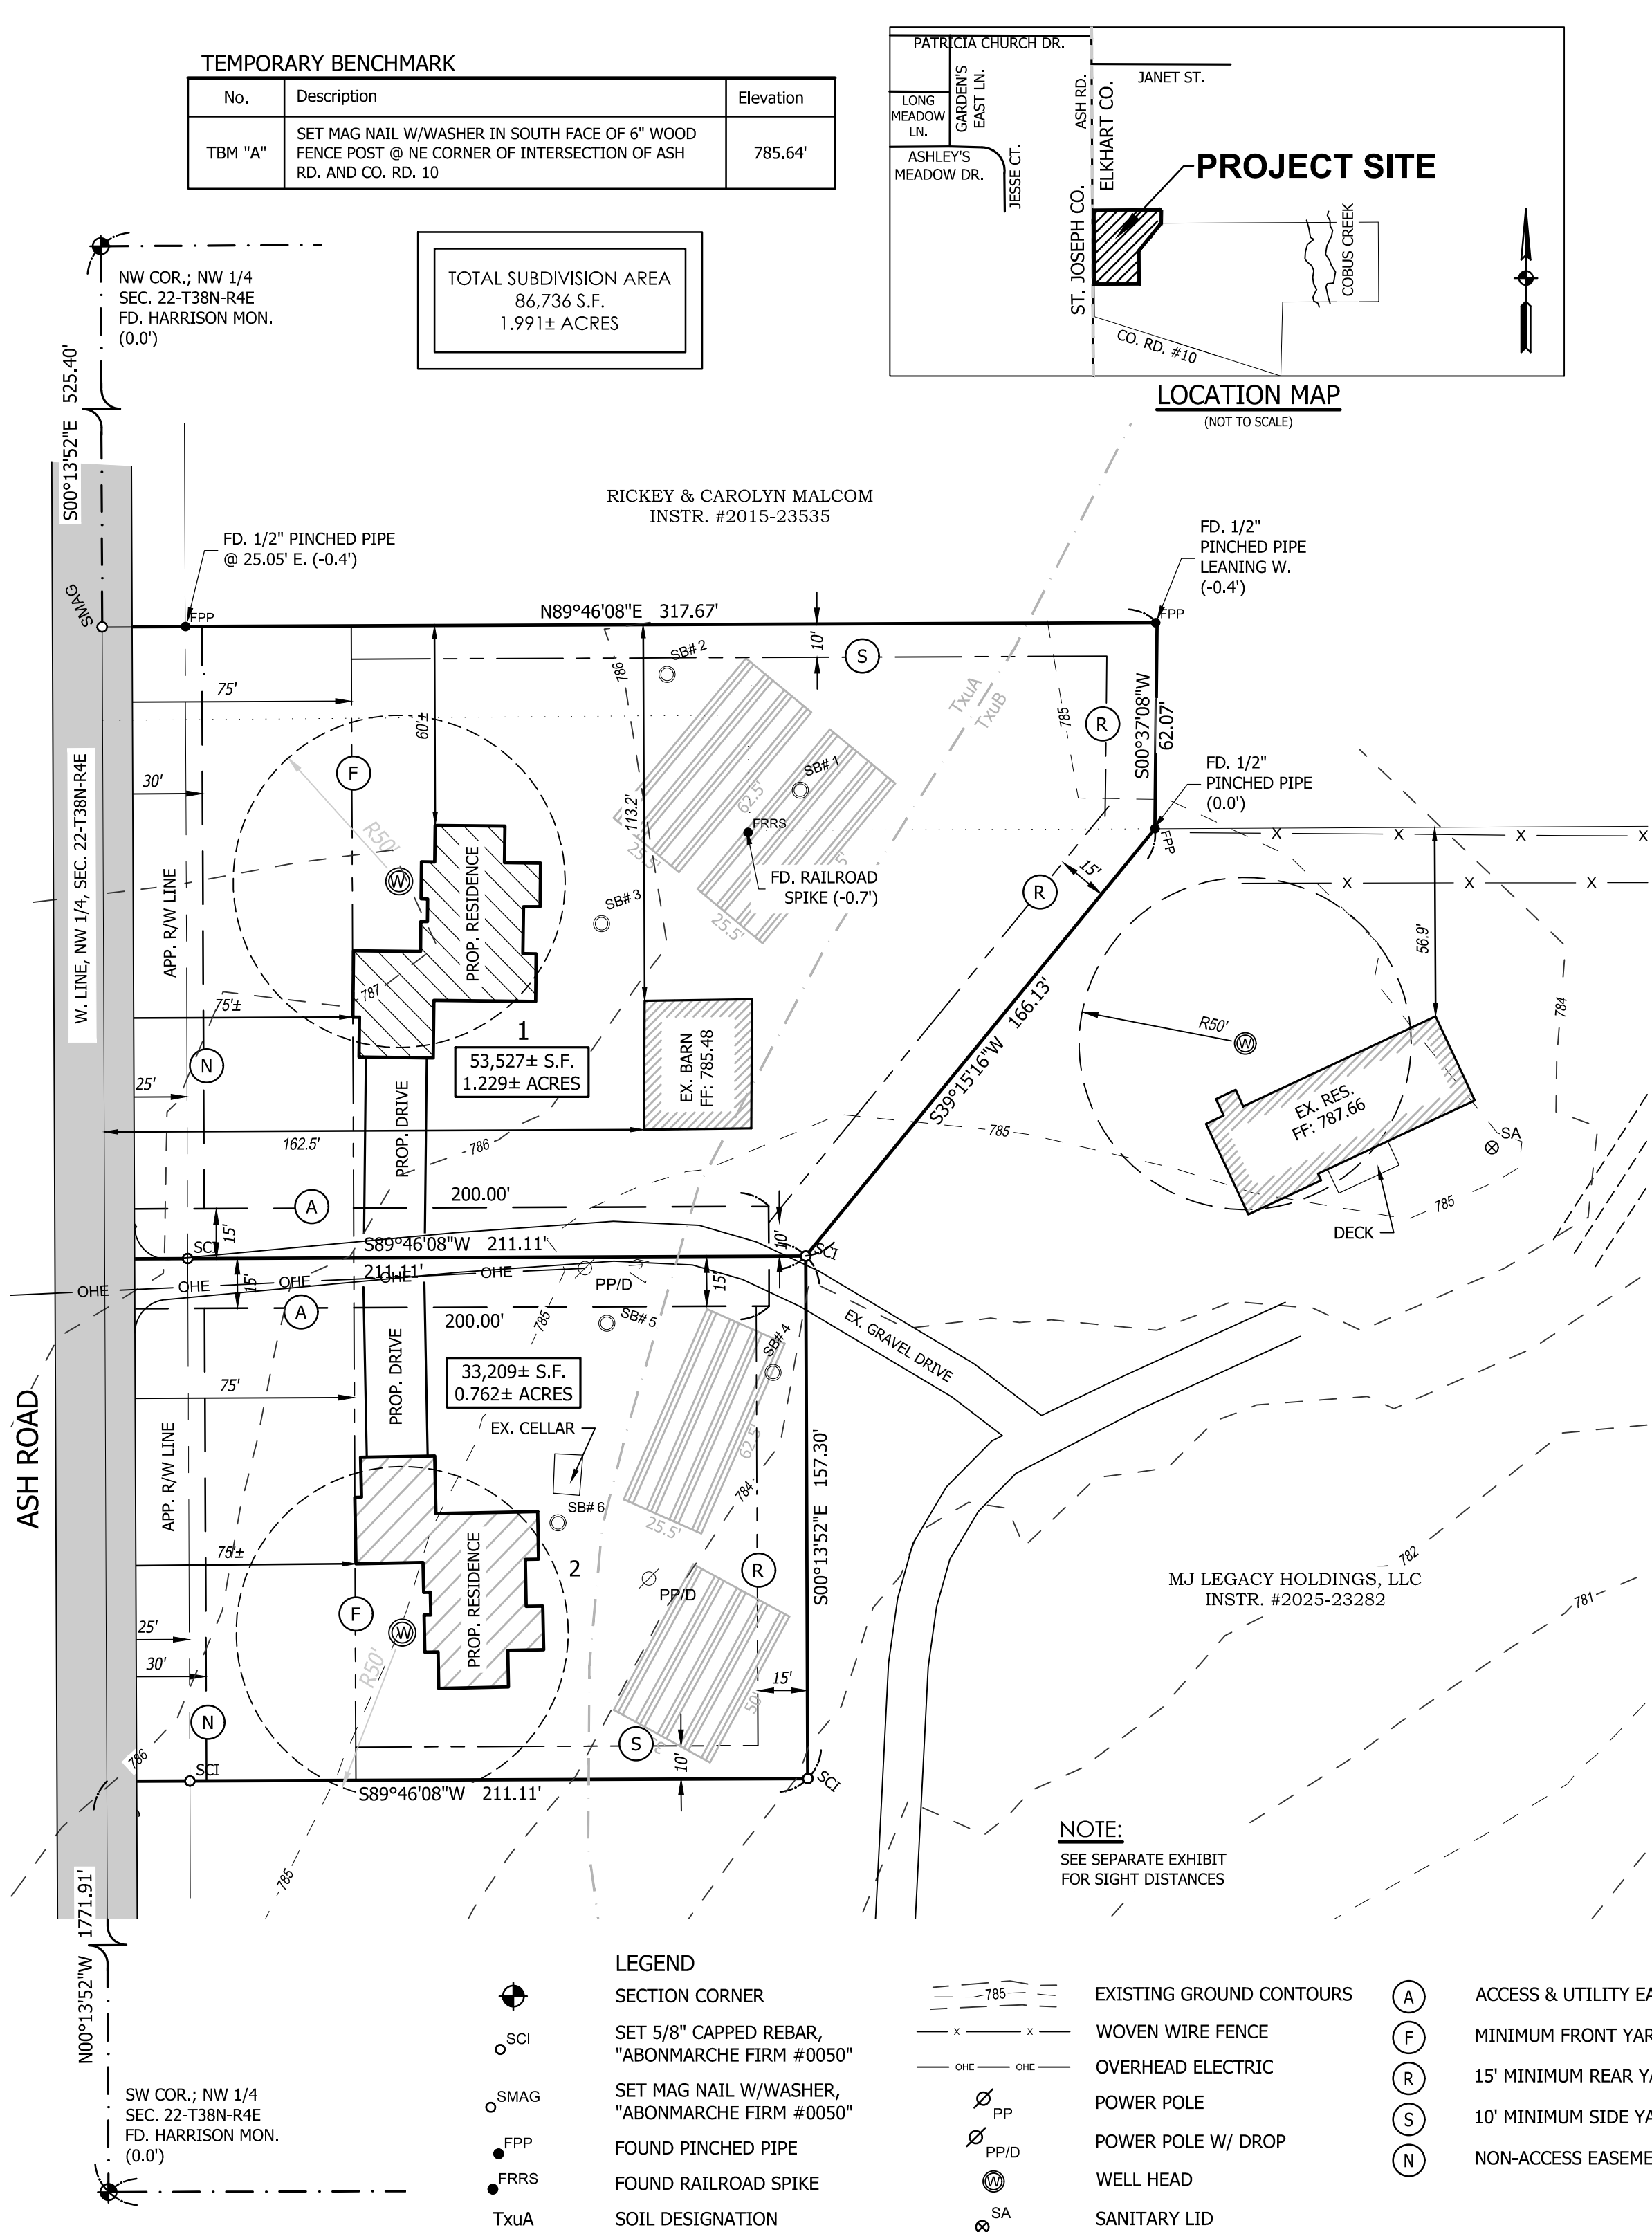 TEMPORARY BENCHMARK
No. Description Elevation
TBM "A"
SET MAG NAIL W/WASHER IN SOUTH FACE OF 6" WOOD
FENCE POST @ NE CORNER OF INTERSECTION OF ASH
RD. AND CO. RD. 10
785.64'
PATRICIA CHURCH DR.
JANET ST.
LONG
MEADOW
LN.
GARDEN'S
EAST LN.
ASH RD.
ELKHART CO.
ASHLEY'S
MEADOW DR.
JESSE CT.
ST. JOSEPH CO.
PROJECT SITE
COBUS CREEK
CO. RD. #10
LOCATION MAP
(NOT TO SCALE)
TOTAL SUBDIVISION AREA
86,736 S.F.
1.991± ACRES
NW COR.; NW 1/4
SEC. 22-T38N-R4E
FD. HARRISON MON.
(0.0')
S00°13'52"E 525.40'
RICKEY & CAROLYN MALCOM
INSTR. #2015-23535
FD. 1/2" PINCHED PIPE
@ 25.05' E. (-0.4')
FD. 1/2"
PINCHED PIPE
LEANING W.
(-0.4')
SMAG
FPP
N89°46'08"E 317.67'
FPP
10'
S
SB# 2
786
75'
60'±
TxuA
TxuB
785
R
S00°37'08"W
62.07'
FD. 1/2"
PINCHED PIPE
(0.0')
FPP
30'
F
W. LINE, NW 1/4, SEC. 22-T38N-R4E
R50'
113.2'
62.5'
SB# 1
FRRS
25.5'
FD. RAILROAD
SPIKE (-0.7')
25.5'
SB# 3
15'
R
X X X X
X X X
56.9'
APP. R/W LINE
W
PROP. RESIDENCE
787
75'±
1
53,527± S.F.
1.229± ACRES
EX. BARN
FF: 785.48
S39°15'16"W 166.13'
R50'
W
784
EX. RES.
FF: 787.66
SA
785
DECK
N
25'
162.5'
PROP. DRIVE
786
785
A
200.00'
15'
10'
SCI
S89°46'08"W 211.11'
SCI
211.11'
OHE OHE OHE OHE OHE
15'
15'
A
PP/D
200.00'
785
SB# 5
SB# 4
EX. GRAVEL DRIVE
PROP. DRIVE
33,209± S.F.
0.762± ACRES
75'
EX. CELLAR
ASH ROAD
APP. R/W LINE
62.5'
784
25.5'
S00°13'52"E 157.30'
SB# 6
75'±
PROP. RESIDENCE
2
R
PP/D
F
W
R50'
25'
30'
15'
50'
N
S
10'
786
SCI
S89°46'08"W 211.11'
SCI
MJ LEGACY HOLDINGS, LLC
INSTR. #2025-23282
782
781
785
NOTE:
SEE SEPARATE EXHIBIT
FOR SIGHT DISTANCES
N00°13'52"W 1771.91'
SW COR.; NW 1/4
SEC. 22-T38N-R4E
FD. HARRISON MON.
(0.0')
LEGEND
SECTION CORNER
SCI SET 5/8" CAPPED REBAR,
"ABONMARCHE FIRM #0050"
SMAG SET MAG NAIL W/WASHER,
"ABONMARCHE FIRM #0050"
FPP FOUND PINCHED PIPE
FRRS FOUND RAILROAD SPIKE
TxuA SOIL DESIGNATION
785 EXISTING GROUND CONTOURS
X X WOVEN WIRE FENCE
OHE OHE OVERHEAD ELECTRIC
PP POWER POLE
PP/D POWER POLE W/ DROP
W WELL HEAD
SA SANITARY LID
A ACCESS & UTILITY EA
F MINIMUM FRONT YAR
R 15' MINIMUM REAR YA
S 10' MINIMUM SIDE YA
N NON-ACCESS EASEME